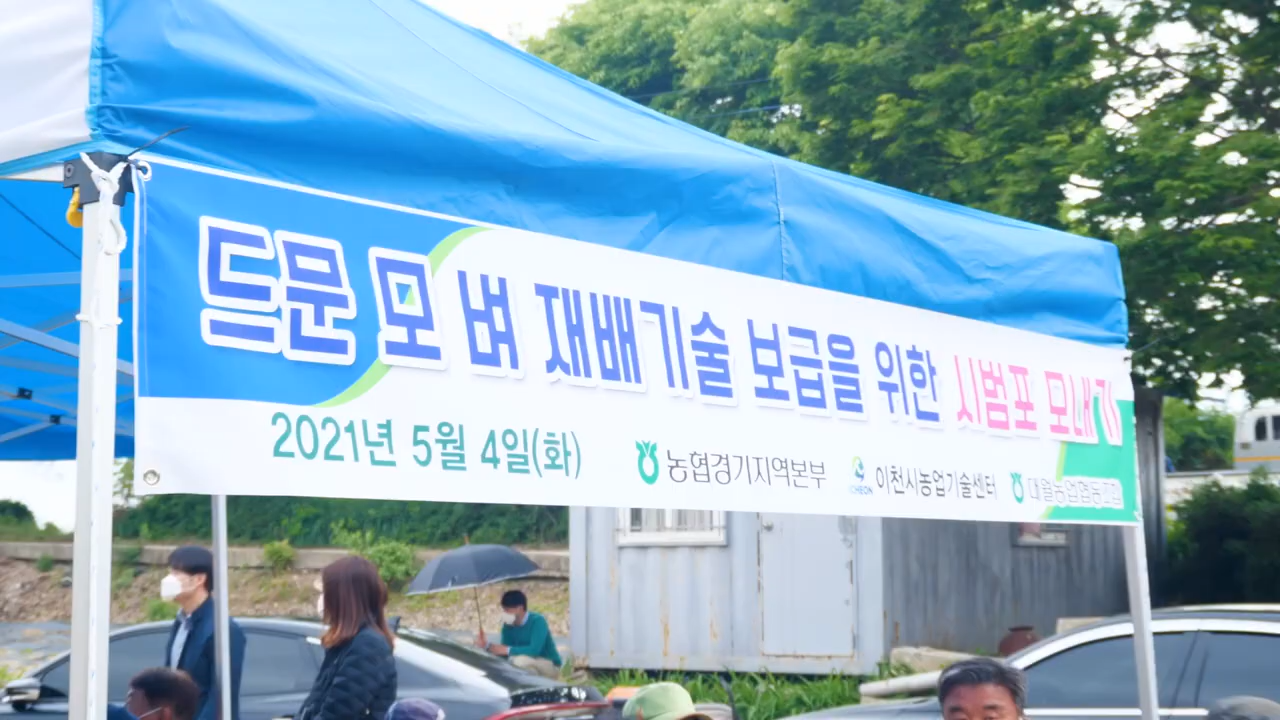 드문 모 벼 재배기술 보급을 위한 시범포 모내기
2021년 5월 4일(화) 농협경기지역본부 이천시농업기술센터 대월농업협동조합